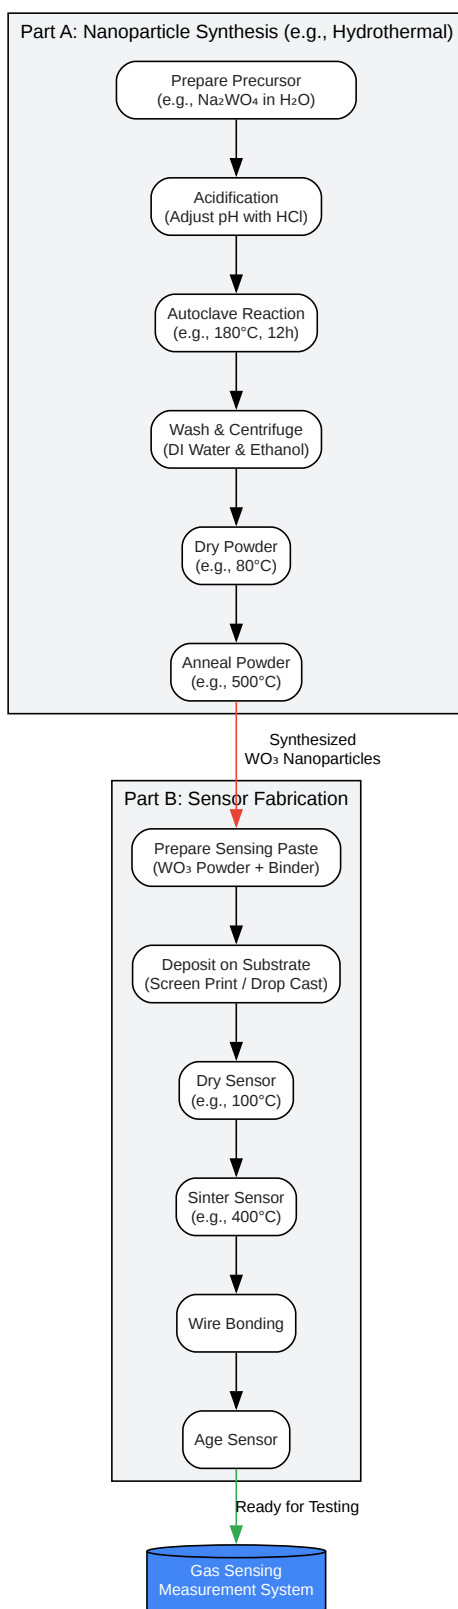 Part A: Nanoparticle Synthesis (e.g., Hydrothermal)
Prepare Precursor
(e.g., Na₂WO₄ in H₂O)
Acidification
(Adjust pH with HCl)
Autoclave Reaction
(e.g., 180°C, 12h)
Wash & Centrifuge
(DI Water & Ethanol)
Dry Powder
(e.g., 80°C)
Anneal Powder
(e.g., 500°C)
Synthesized
WO₃ Nanoparticles
Part B: Sensor Fabrication
Prepare Sensing Paste
(WO₃ Powder + Binder)
Deposit on Substrate
(Screen Print / Drop Cast)
Dry Sensor
(e.g., 100°C)
Sinter Sensor
(e.g., 400°C)
Wire Bonding
Age Sensor
Ready for Testing
Gas Sensing
Measurement System